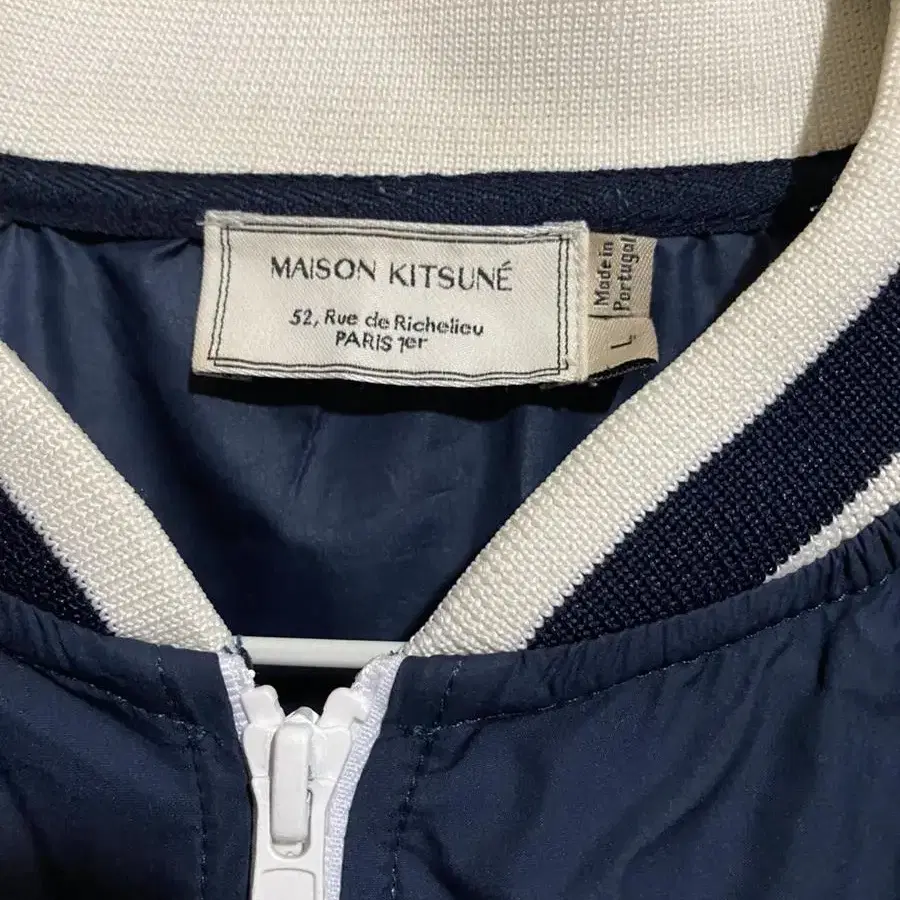 MAISON KITSUNÉ
52, Rue de Richelieu
PARIS 1er
Made in
Portugal
L